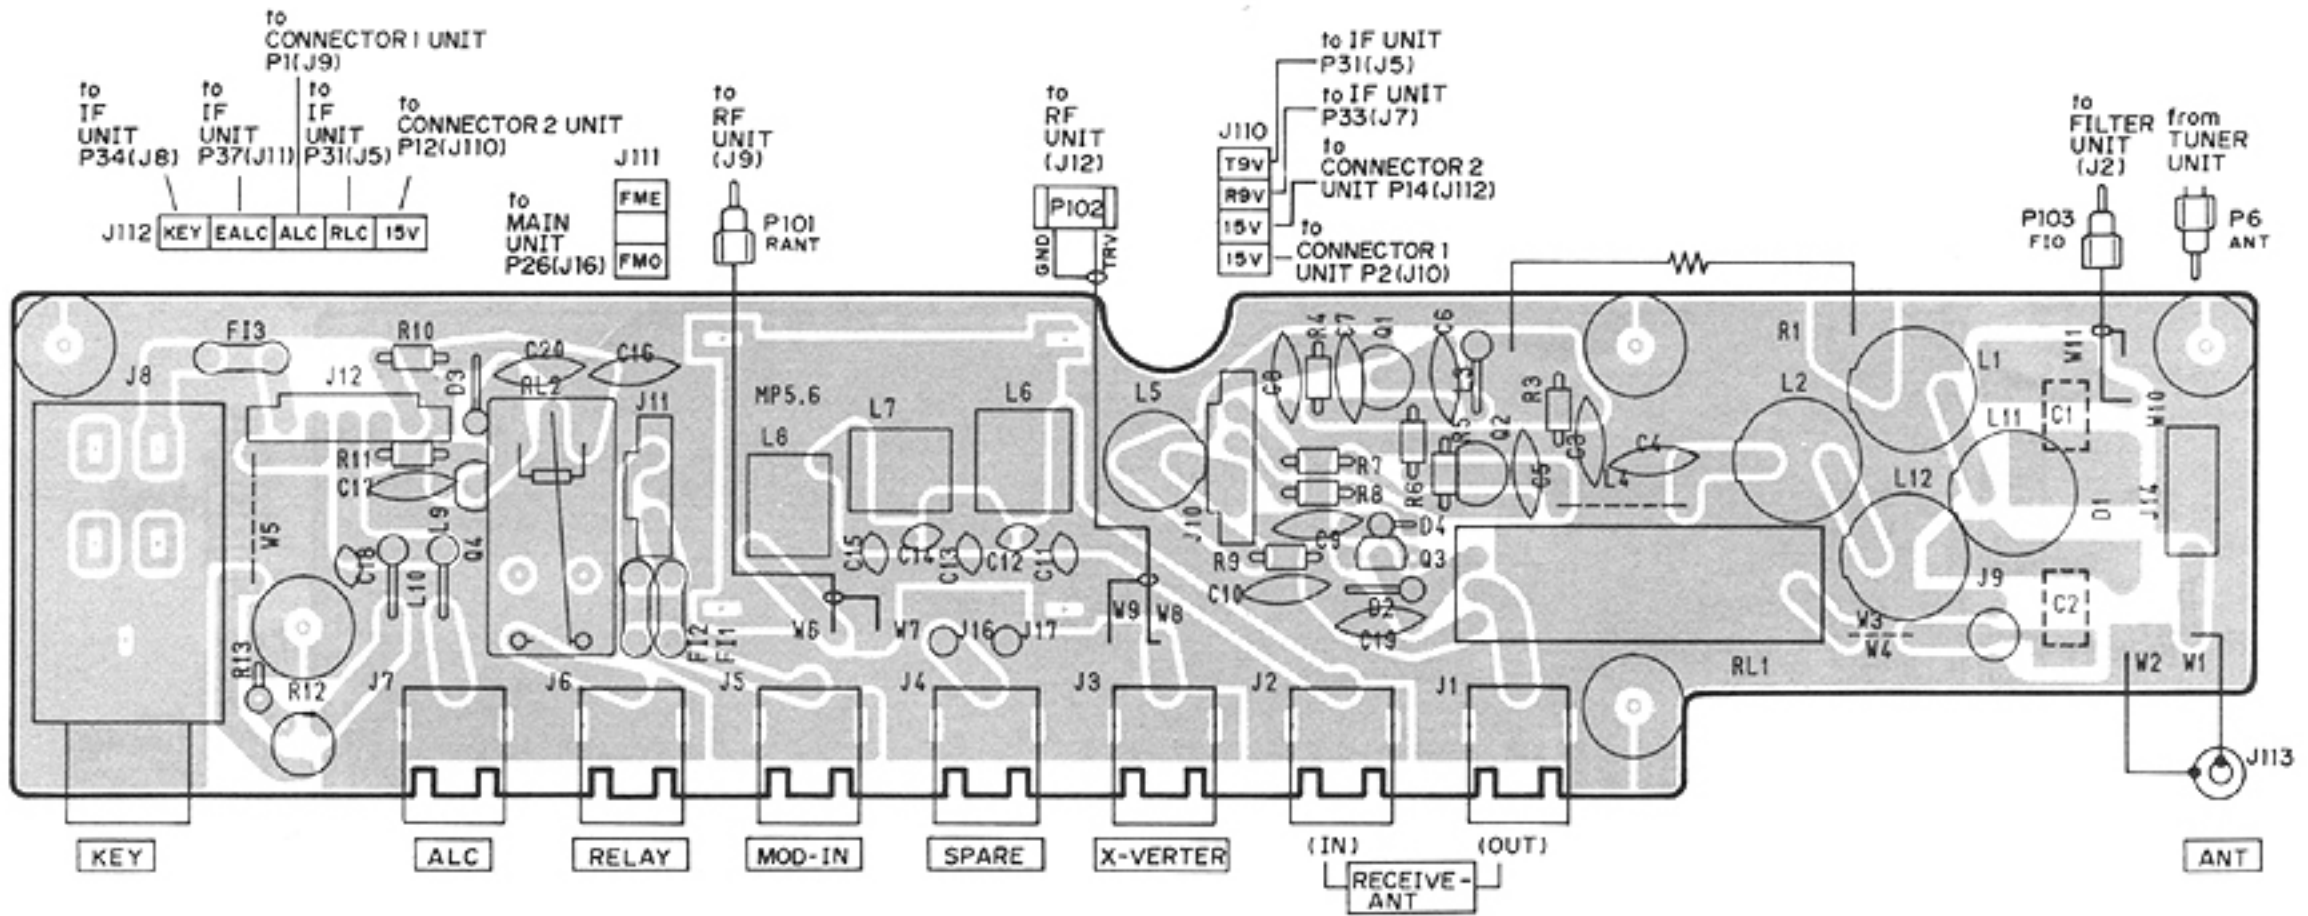 to
CONNECTOR 1 UNIT
P1(J9)
to
IF
UNIT
P34(J8)
to
IF
UNIT
P37(J11)
to
IF
UNIT
P31(J5)
to
CONNECTOR 2 UNIT
P12(J110)
J112 KEY EALC ALC RLC 15V
to
MAIN
UNIT
P26(J16)
J111
FME
FMO
to
RF
UNIT
(J9)
P101
RANT
to
RF
UNIT
(J12)
P102
GND
TRV
J110
T9V
R9V
15V
15V
to IF UNIT
P31(J5)
to IF UNIT
P33(J7)
to
CONNECTOR 2
UNIT P14(J112)
to
CONNECTOR 1
UNIT P2(J10)
to
FILTER
UNIT
(J2)
P103
FIO
from
TUNER
UNIT
P6
ANT
FI3
R10
J8
J12
D3
C20
C16
RL2
J11
R11
C17
W5
C18
L9
L10
Q4
R13
R12
FI2
FI1
MP5.6
L8
L7
L6
L5
C15
C14
C13
C12
C11
W6
W7
J16
J17
W9
W8
J10
C8
R4
C7
Q1
C6
L3
R3
R5
Q2
C3
C4
R7
R8
R6
C5
L4
C9
D4
R9
Q3
C10
D2
C19
R1
L1
L2
L11
L12
W11
C1
W10
D1
J14
J9
C2
W3
W4
RL1
W2
W1
J7
J6
J5
J4
J3
J2
J1
J113
KEY
ALC
RELAY
MOD-IN
SPARE
X-VERTER
(IN)
(OUT)
RECEIVE-
ANT
ANT